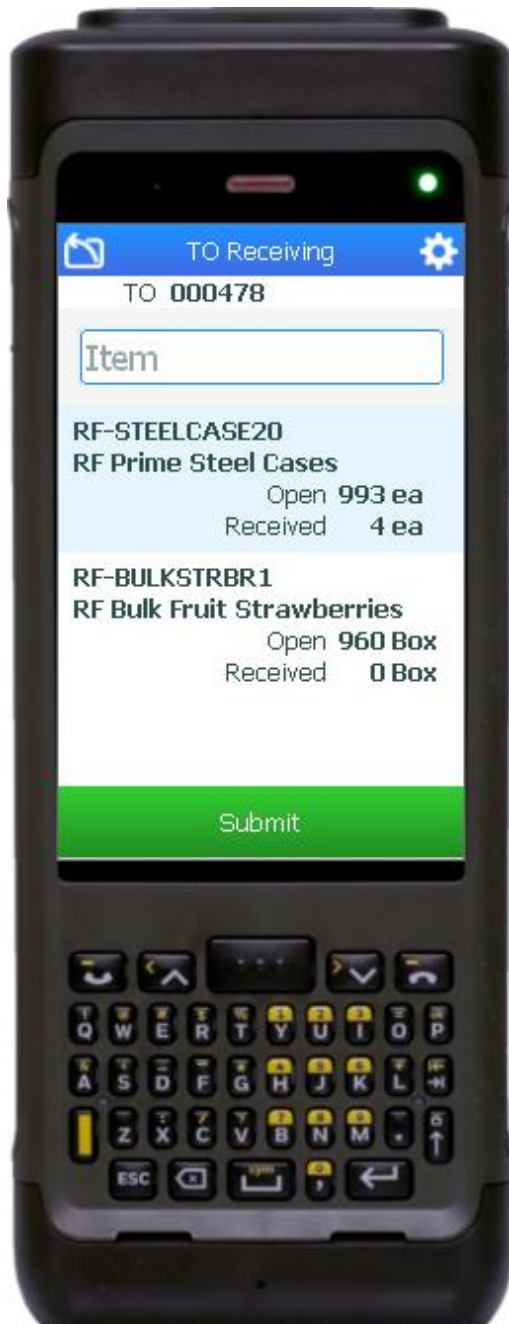 TO Receiving
TO 000478
Item
RF-STEELCASE20
RF Prime Steel Cases
Open 993 ea
Received 4 ea
RF-BULKSTRBR1
RF Bulk Fruit Strawberries
Open 960 Box
Received 0 Box
Submit
Q W E R T Y U I O P
A S D F G H J K L
Z X C V B N M .
ESC sym ,